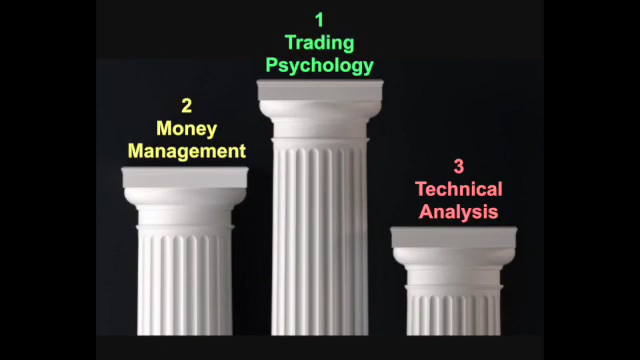 1
Trading
Psychology
2
Money
Management
3
Technical
Analysis